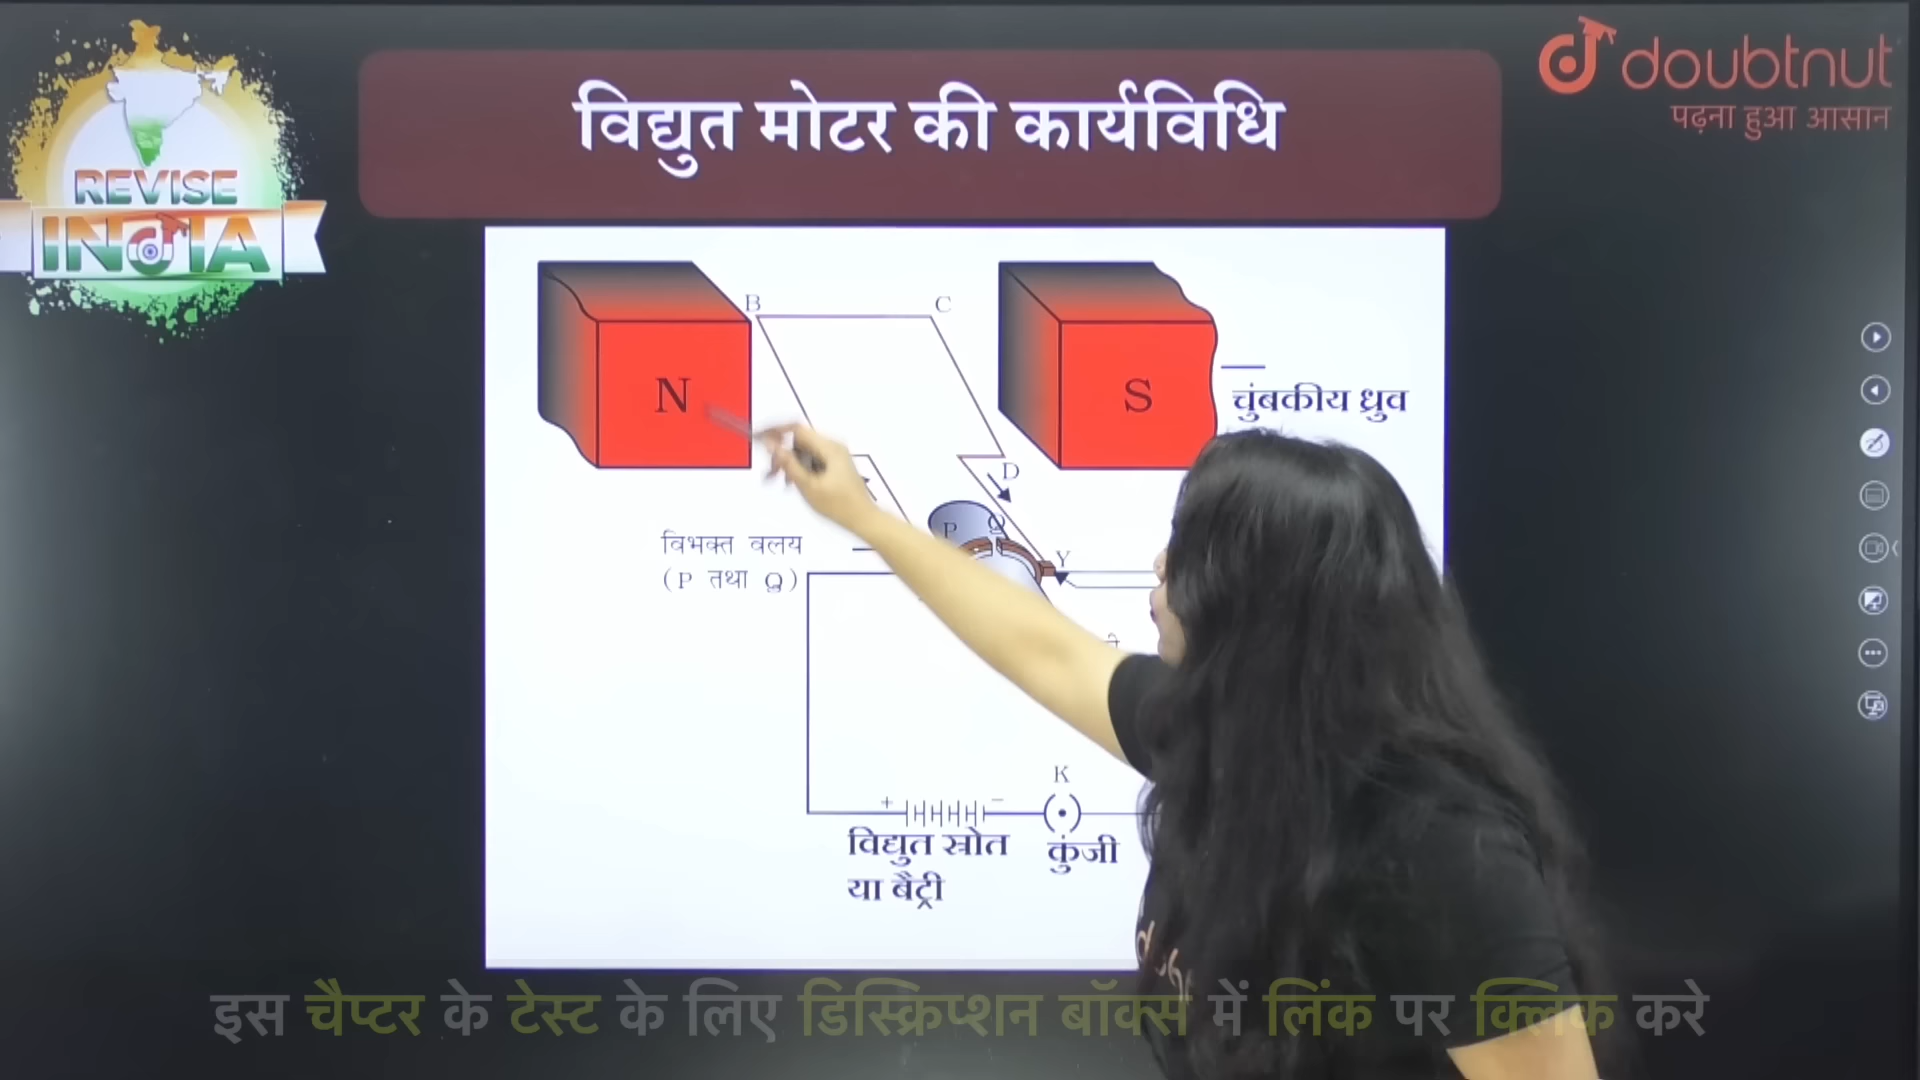 विद्युत मोटर की कार्यविधि
doubtnut
पढ़ना हुआ आसान
REVISE
INDIA
B
C
N
S
चुंबकीय ध्रुव
D
P
Q
Y
विभक्त वलय
(P तथा Q)
K
+
−
विद्युत स्रोत
या बैट्री
कुंजी
इस चैप्टर के टेस्ट के लिए डिस्क्रिप्शन बॉक्स में लिंक पर क्लिक करे